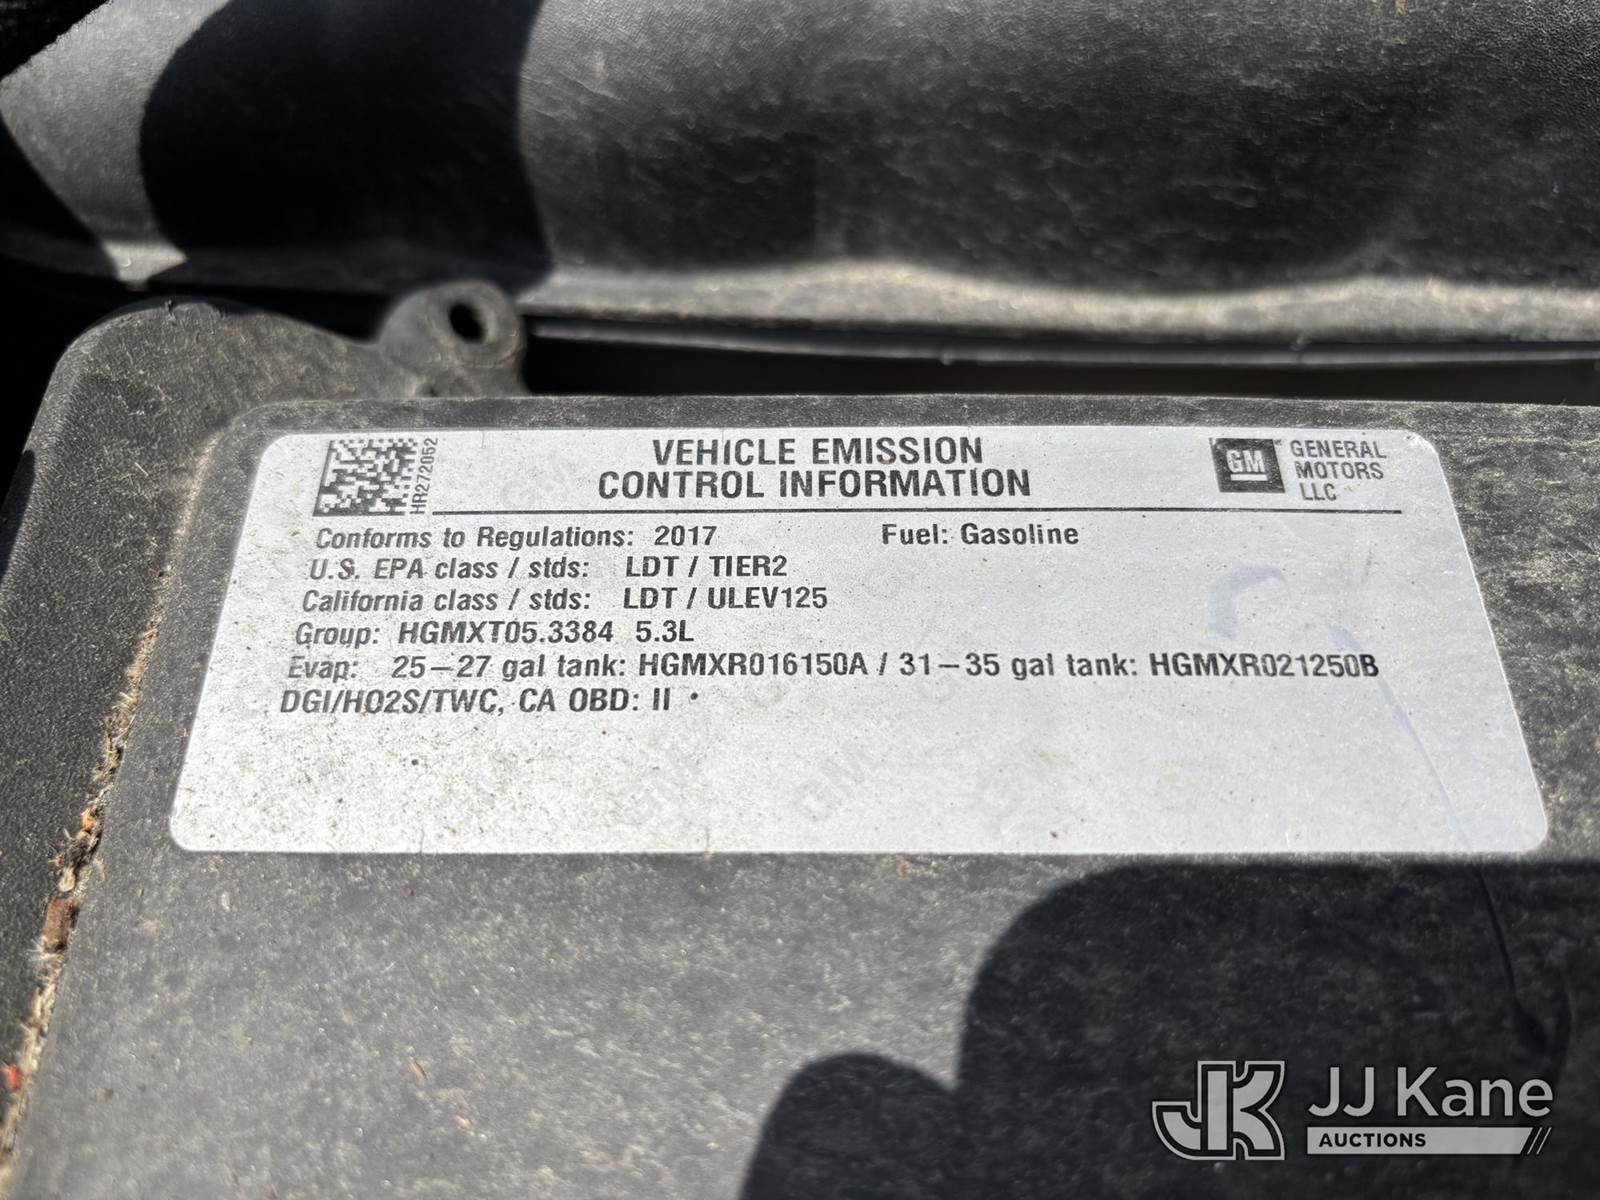 HR272052
VEHICLE EMISSION
CONTROL INFORMATION
GM
GENERAL
MOTORS
LLC
Conforms to Regulations: 2017 Fuel: Gasoline
U.S. EPA class / stds: LDT / TIER2
California class / stds: LDT / ULEV125
Group: HGMXT05.3384 5.3L
Evap: 25–27 gal tank: HGMXR016150A / 31–35 gal tank: HGMXR021250B
DGI/HO2S/TWC, CA OBD: II •
JK JJ Kane
AUCTIONS